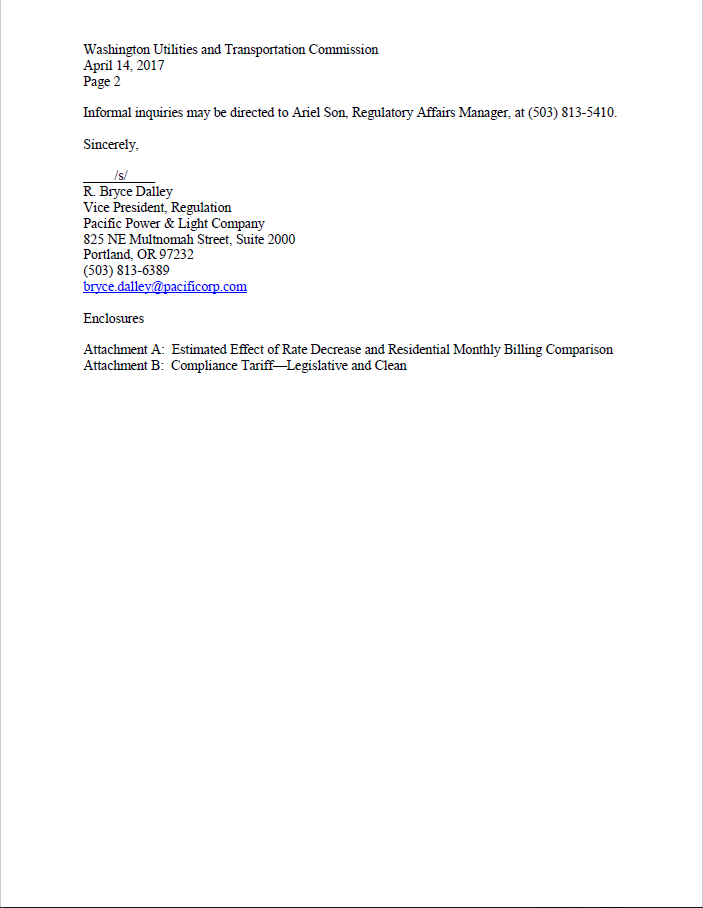 Washington Utilities and Transportation Commission
April 14, 2017
Page 2
Informal inquiries may be directed to Ariel Son, Regulatory Affairs Manager, at (503) 813-5410.
Sincerely,
/s/
R. Bryce Dalley
Vice President, Regulation
Pacific Power & Light Company
825 NE Multnomah Street, Suite 2000
Portland, OR 97232
(503) 813-6389
bryce.dalley@pacificorp.com
Enclosures
Attachment A: Estimated Effect of Rate Decrease and Residential Monthly Billing Comparison
Attachment B: Compliance Tariff—Legislative and Clean